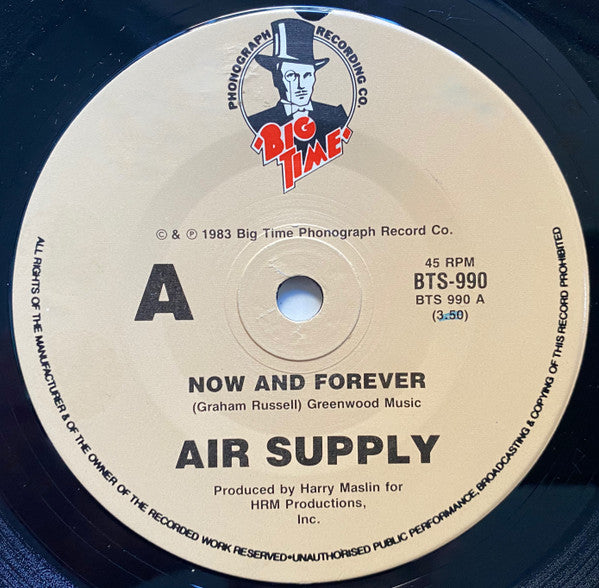 PHONOGRAPH RECORDING CO.
'BIG
TIME'
© & ℗ 1983 Big Time Phonograph Record Co.
A
45 RPM
BTS-990
BTS 990 A
(3.50)
NOW AND FOREVER
(Graham Russell) Greenwood Music
AIR SUPPLY
Produced by Harry Maslin for
HRM Productions,
Inc.
ALL RIGHTS OF THE MANUFACTURER & OF THE OWNER OF THE RECORDED WORK RESERVED•UNAUTHORISED PUBLIC PERFORMANCE, BROADCASTING & COPYING OF THIS RECORD PROHIBITED